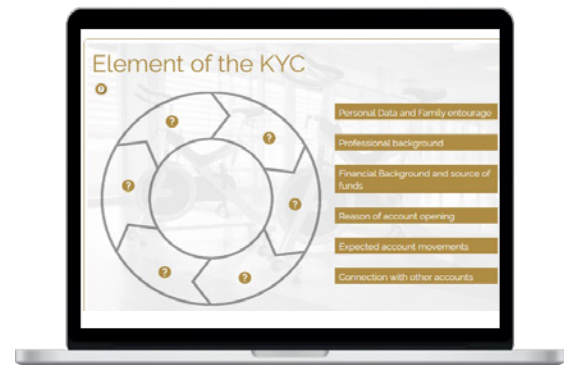 Element of the KYC
?
?
?
?
?
?
?
Personal Data and Family entourage
Professional background
Financial Background and source of
funds
Reason of account opening
Expected account movements
Connection with other accounts